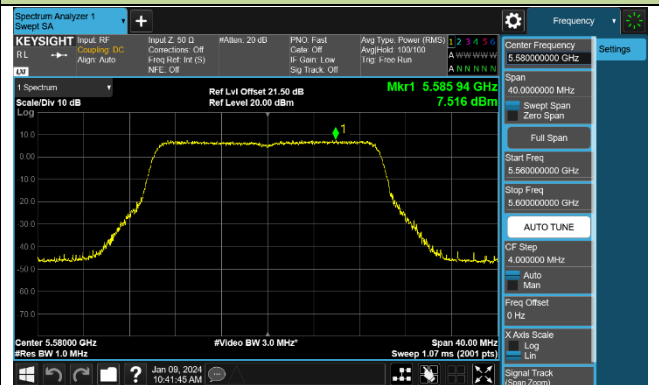 Spectrum Analyzer 1
Swept SA
Frequency
KEYSIGHT
RL
LXI
Input: RF
Coupling: DC
Align: Auto
Input Z: 50 Ω
Corrections: Off
Freq Ref: Int (S)
NFE: Off
#Atten: 20 dB
PNO: Fast
Gate: Off
IF Gain: Low
Sig Track: Off
Avg Type: Power (RMS)
Avg|Hold: 100/100
Trig: Free Run
1 2 3 4 5 6
A W W W W W
A N N N N N
1 Spectrum
Scale/Div 10 dB
Log
Ref Lvl Offset 21.50 dB
Ref Level 20.00 dBm
Mkr1 5.585 94 GHz
7.516 dBm
1
10.0
0.00
-10.0
-20.0
-30.0
-40.0
-50.0
-60.0
-70.0
Center 5.58000 GHz
#Res BW 1.0 MHz
#Video BW 3.0 MHz*
Span 40.00 MHz
Sweep 1.07 ms (2001 pts)
?
Jan 09, 2024
10:41:45 AM
Center Frequency
5.580000000 GHz
Settings
Span
40.0000000 MHz
Swept Span
Zero Span
Full Span
Start Freq
5.560000000 GHz
Stop Freq
5.600000000 GHz
AUTO TUNE
CF Step
4.000000 MHz
Auto
Man
Freq Offset
0 Hz
X Axis Scale
Log
Lin
Signal Track
(Span Zoom)